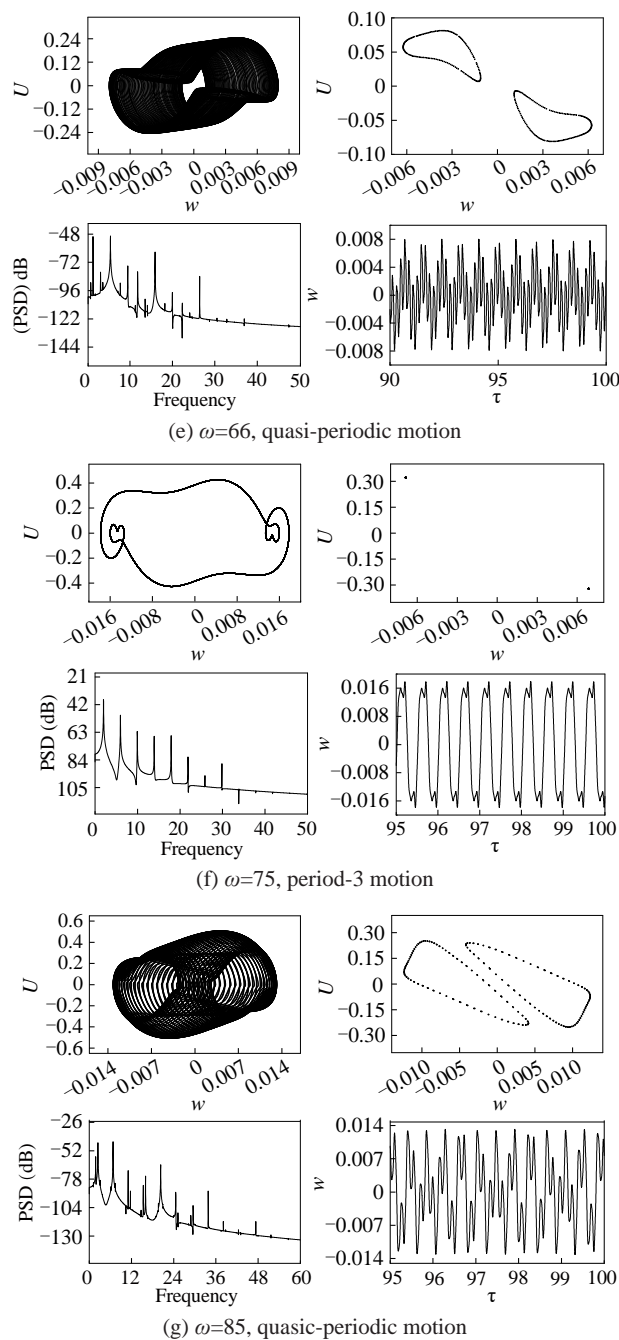 0.24
0.12
0
−0.12
−0.24
U
−0.009
−0.006
−0.003
0
0.003
0.006
0.009
w
0.10
0.05
0
0.05
0.10
U
−0.006
−0.003
0
0.003
0.006
w
−48
−72
−96
−122
−144
(PSD) dB
0 10 20 30 40 50
Frequency
0.008
0.004
0
−0.004
−0.008
w
90 95 100
τ
(e) ω=66, quasi-periodic motion
0.4
0.2
0
−0.2
−0.4
U
−0.016
−0.008
0
0.008
0.016
w
0.30
0.15
0
−0.15
−0.30
U
−0.006
−0.003
0
0.003
0.006
w
21
42
63
84
105
PSD (dB)
0 10 20 30 40 50
Frequency
0.016
0.008
0
−0.008
−0.016
w
95 96 97 98 99 100
τ
(f) ω=75, period-3 motion
0.6
0.4
0.2
0
−0.2
−0.4
−0.6
U
−0.014
−0.007
0
0.007
0.014
w
0.30
0.15
0
−0.15
−0.30
U
−0.010
−0.005
0
0.005
0.010
w
−26
−52
−78
−104
−130
PSD (dB)
0 12 24 36 48 60
Frequency
0.014
0.007
0
−0.007
−0.014
w
95 96 97 98 99 100
τ
(g) ω=85, quasic-periodic motion